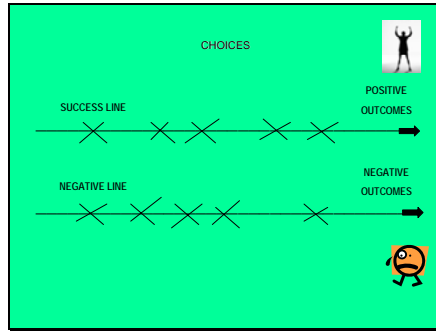 CHOICES
POSITIVE
OUTCOMES
SUCCESS LINE
NEGATIVE
OUTCOMES
NEGATIVE LINE